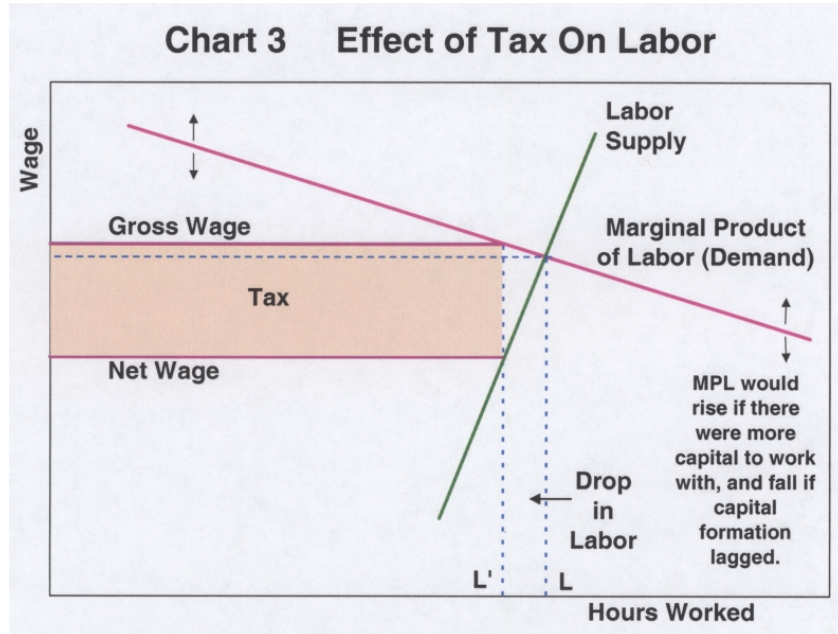 Chart 3 Effect of Tax On Labor
Wage
Labor
Supply
Gross Wage
Marginal Product
of Labor (Demand)
Tax
Net Wage
MPL would
rise if there
were more
capital to work
with, and fall if
capital
formation
lagged.
Drop
in
Labor
L'
L
Hours Worked